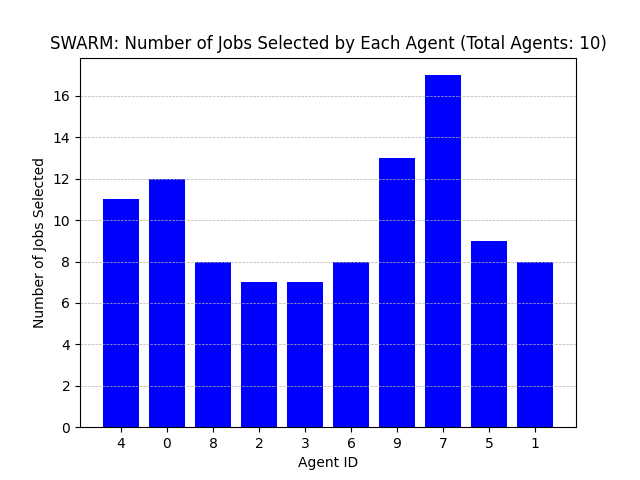 SWARM: Number of Jobs Selected by Each Agent (Total Agents: 10)
Number of Jobs Selected
16
14
12
10
8
6
4
2
0
4 0 8 2 3 6 9 7 5 1
Agent ID